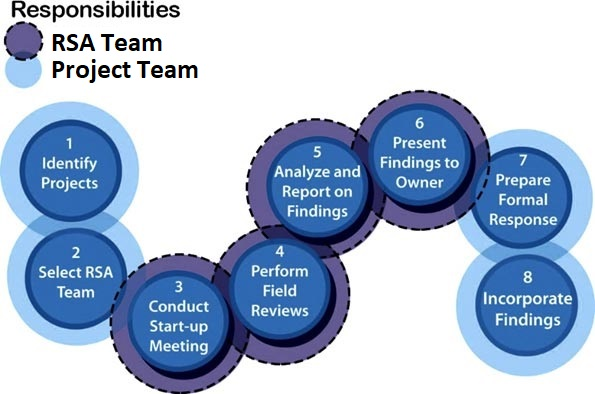 Responsibilities
RSA Team
Project Team
1
Identify
Projects
2
Select RSA
Team
3
Conduct
Start-up
Meeting
4
Perform
Field
Reviews
5
Analyze and
Report on
Findings
6
Present
Findings to
Owner
7
Prepare
Formal
Response
8
Incorporate
Findings